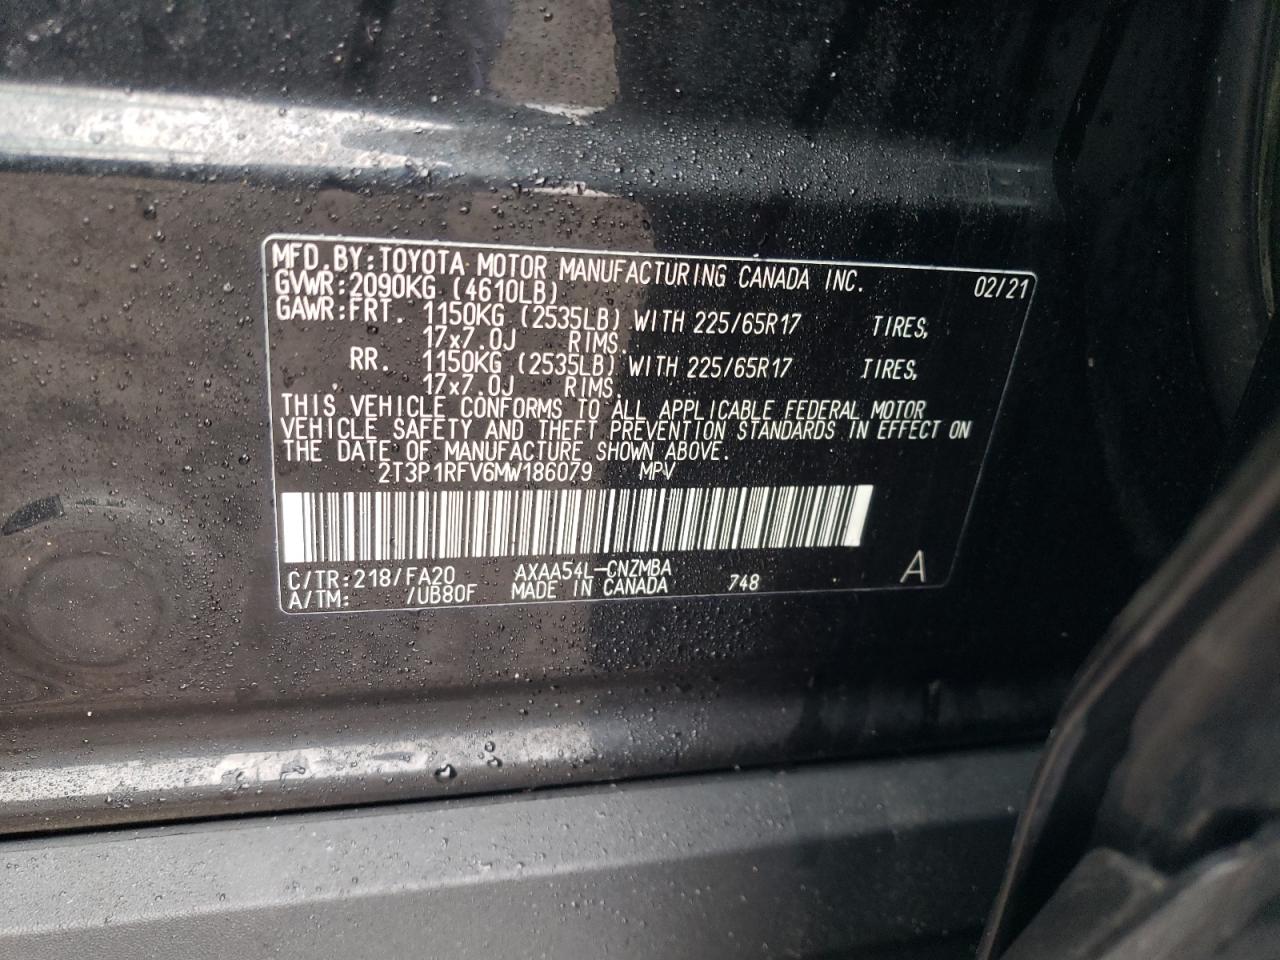 MFD. BY: TOYOTA MOTOR MANUFACTURING CANADA INC. 02/21
GVWR: 2090KG (4610LB)
GAWR: FRT. 1150KG (2535LB) WITH 225/65R17 TIRES,
17x7.0J RIMS.
RR. 1150KG (2535LB) WITH 225/65R17 TIRES,
17x7.0J RIMS.
THIS VEHICLE CONFORMS TO ALL APPLICABLE FEDERAL MOTOR
VEHICLE SAFETY AND THEFT PREVENTION STANDARDS IN EFFECT ON
THE DATE OF MANUFACTURE SHOWN ABOVE.
2T3P1RFV6MW186079 MPV
C/TR: 218/FA20 AXAA54L-CNZMBA
A/TM: /UB80F MADE IN CANADA 748 A